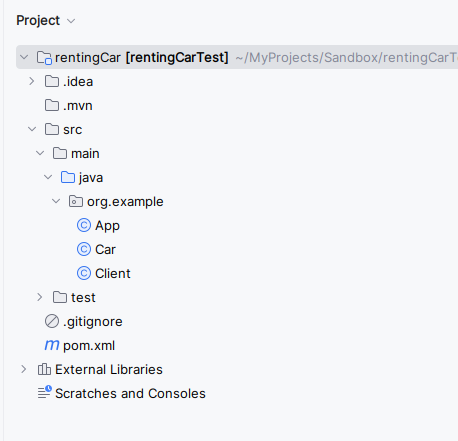 Project
rentingCar [rentingCarTest] ~/MyProjects/Sandbox/rentingCarT
.idea
.mvn
src
main
java
org.example
C App
C Car
C Client
test
.gitignore
m pom.xml
External Libraries
Scratches and Consoles